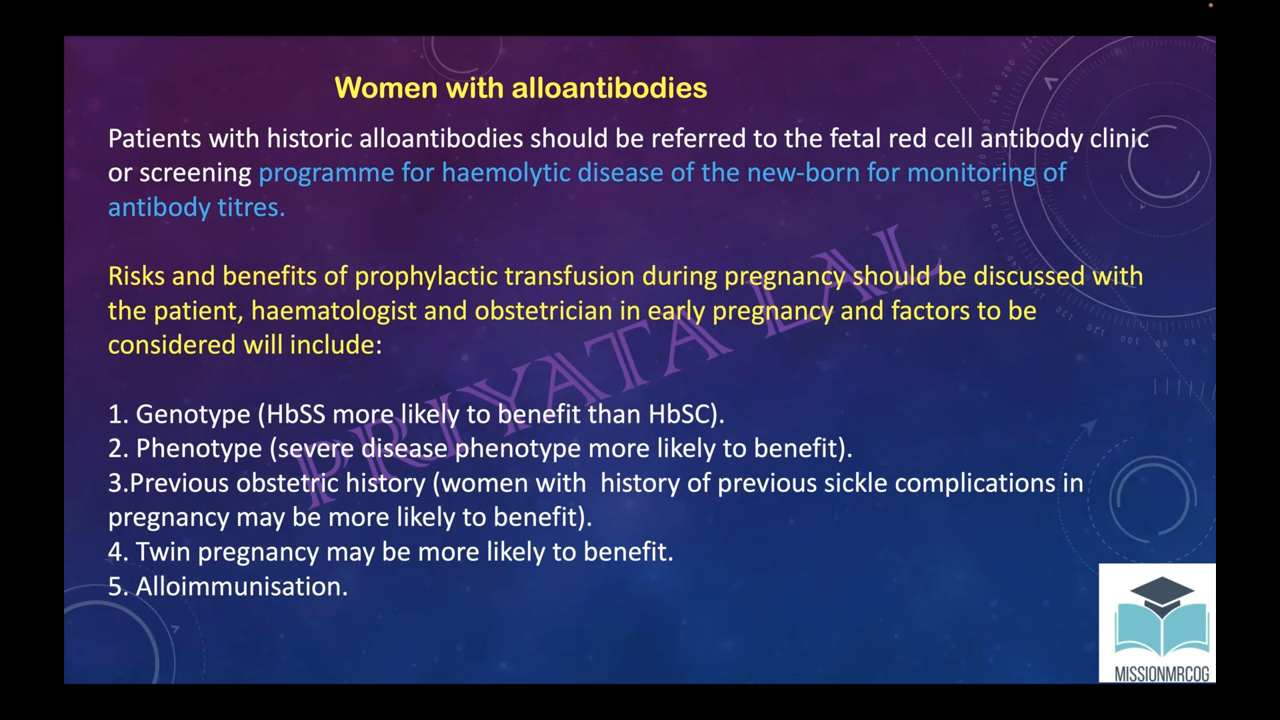 Women with alloantibodies
Patients with historic alloantibodies should be referred to the fetal red cell antibody clinic
or screening programme for haemolytic disease of the new-born for monitoring of
antibody titres.
Risks and benefits of prophylactic transfusion during pregnancy should be discussed with
the patient, haematologist and obstetrician in early pregnancy and factors to be
considered will include:
1. Genotype (HbSS more likely to benefit than HbSC).
2. Phenotype (severe disease phenotype more likely to benefit).
3.Previous obstetric history (women with  history of previous sickle complications in
pregnancy may be more likely to benefit).
4. Twin pregnancy may be more likely to benefit.
5. Alloimmunisation.
PRIYATA LAL
MISSIONMRCOG